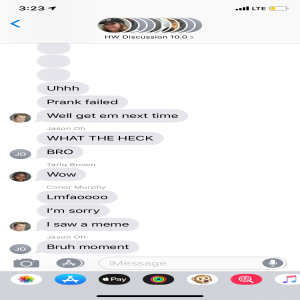 3:23
LTE
HW Discussion 10.0 >
Uhhh
Prank failed
Well get em next time
Jason Oh
WHAT THE HECK
BRO
JO
Tariq Brown
Wow
Conor Murphy
Lmfaoooo
I'm sorry
I saw a meme
Jason Oh
Bruh moment
JO
iMessage
Pay